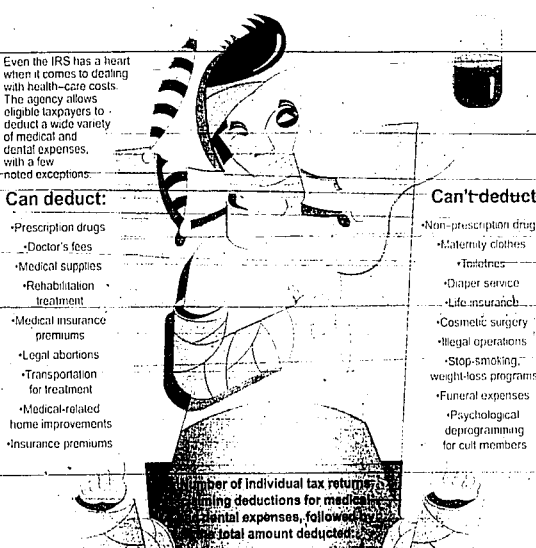 Even the IRS has a heart
when it comes to dealing
with health-care costs.
The agency allows
eligible taxpayers to
deduct a wide variety
of medical and
dental expenses,
with a few
noted exceptions.
Can deduct:
•Prescription drugs
•Doctor's fees
•Medical supplies
•Rehabilitation
treatment
•Medical insurance
premiums
•Legal abortions
•Transportation
for treatment
•Medical-related
home improvements
•Insurance premiums
Can't deduct
•Non-prescription drug
•Maternity clothes
•Toiletries
•Diaper service
•Life insurance
•Cosmetic surgery
•Illegal operations
•Stop-smoking,
weight-loss programs
•Funeral expenses
•Psychological
deprogramming
for cult members
Number of individual tax returns
deductions for medical
dental expenses, followed by
total amount deducted: